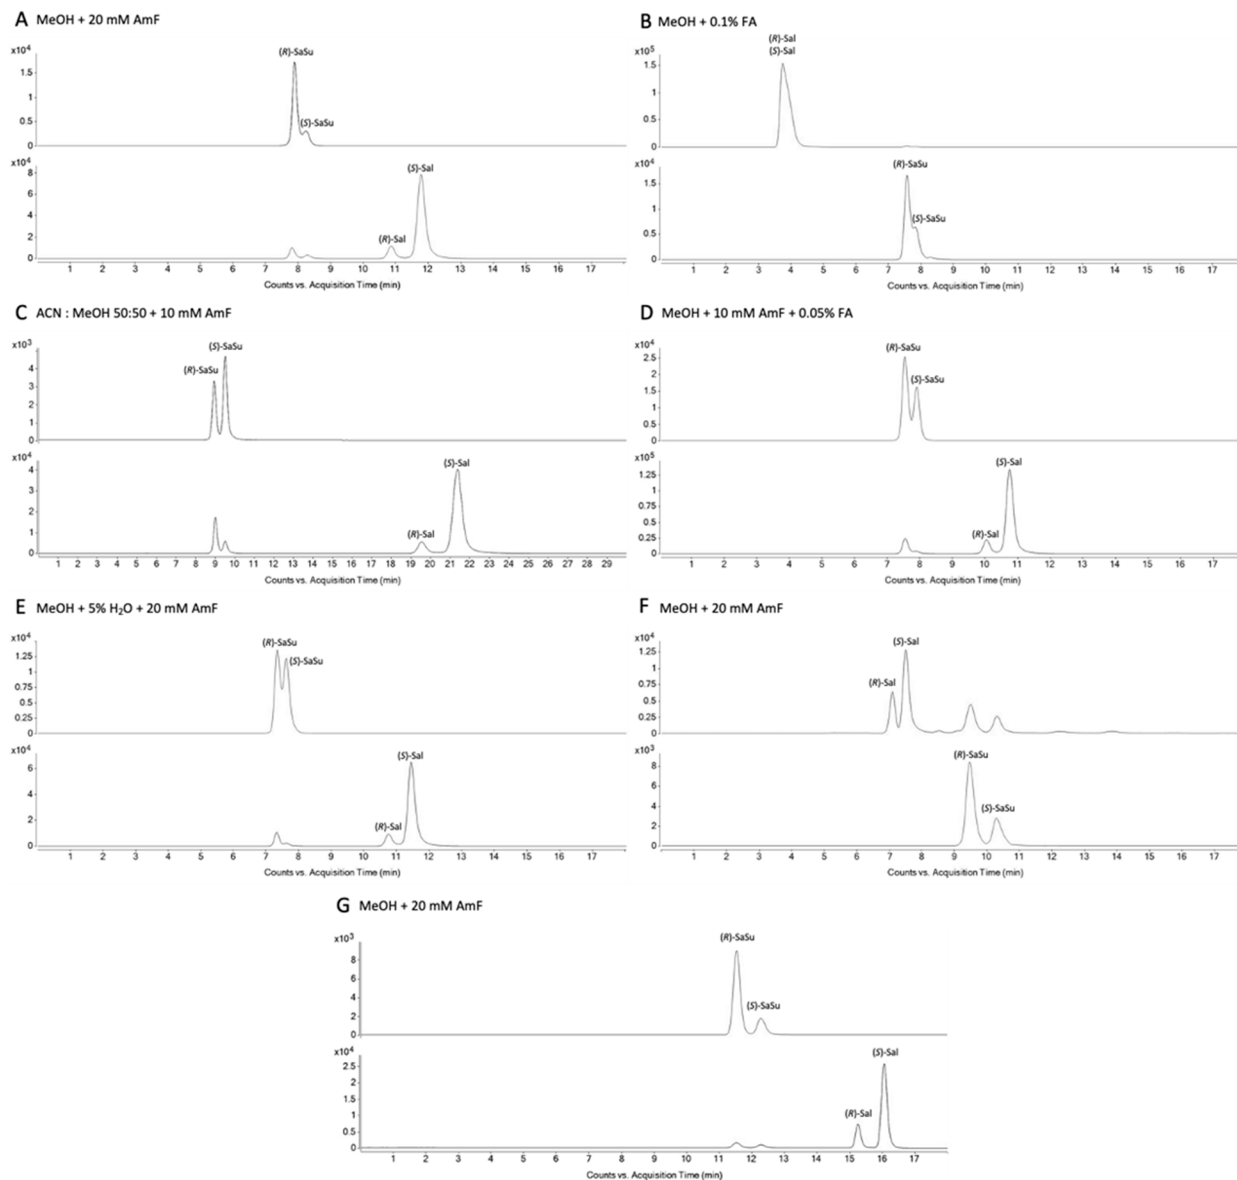 A MeOH + 20 mM AmF
x10⁴
(R)-SaSu
(S)-SaSu
1.5
1
0.5
0
x10⁴
(S)-Sal
(R)-Sal
8
6
4
2
0
1 2 3 4 5 6 7 8 9 10 11 12 13 14 15 16 17
Counts vs. Acquisition Time (min)
B MeOH + 0.1% FA
x10⁵
(R)-Sal
(S)-Sal
1.5
1
0.5
0
x10⁴
(R)-SaSu
(S)-SaSu
1.5
1
0.5
0
1 2 3 4 5 6 7 8 9 10 11 12 13 14 15 16 17
Counts vs. Acquisition Time (min)
C ACN : MeOH 50:50 + 10 mM AmF
x10³
(S)-SaSu
(R)-SaSu
4
3
2
1
0
x10⁴
(S)-Sal
(R)-Sal
4
3
2
1
0
1 2 3 4 5 6 7 8 9 10 11 12 13 14 15 16 17 18 19 20 21 22 23 24 25 26 27 28 29
Counts vs. Acquisition Time (min)
D MeOH + 10 mM AmF + 0.05% FA
x10⁴
(R)-SaSu
(S)-SaSu
2.5
2
1.5
1
0.5
0
x10⁵
(S)-Sal
(R)-Sal
1.25
1
0.75
0.5
0.25
0
1 2 3 4 5 6 7 8 9 10 11 12 13 14 15 16 17
Counts vs. Acquisition Time (min)
E MeOH + 5% H₂O + 20 mM AmF
x10⁴
(R)-SaSu
(S)-SaSu
1.25
1
0.75
0.5
0.25
0
x10⁴
(S)-Sal
(R)-Sal
6
4
2
0
1 2 3 4 5 6 7 8 9 10 11 12 13 14 15 16 17
Counts vs. Acquisition Time (min)
F MeOH + 20 mM AmF
x10⁴
(S)-Sal
(R)-Sal
1.25
1
0.75
0.5
0.25
0
x10³
(R)-SaSu
(S)-SaSu
8
6
4
2
0
1 2 3 4 5 6 7 8 9 10 11 12 13 14 15 16 17
Counts vs. Acquisition Time (min)
G MeOH + 20 mM AmF
x10³
(R)-SaSu
(S)-SaSu
8
6
4
2
0
x10⁴
(S)-Sal
(R)-Sal
2.5
2
1.5
1
0.5
0
1 2 3 4 5 6 7 8 9 10 11 12 13 14 15 16 17
Counts vs. Acquisition Time (min)